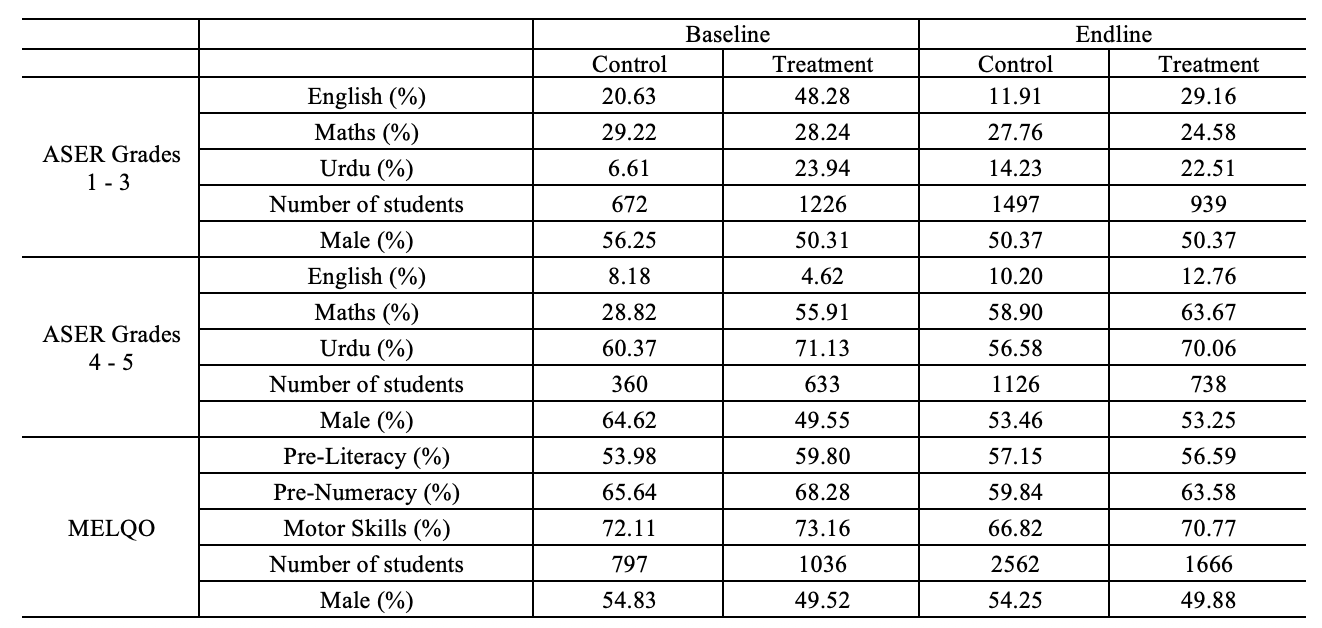 Baseline Endline
Control Treatment Control Treatment
ASER Grades 1 - 3
English (%) 20.63 48.28 11.91 29.16
Maths (%) 29.22 28.24 27.76 24.58
Urdu (%) 6.61 23.94 14.23 22.51
Number of students 672 1226 1497 939
Male (%) 56.25 50.31 50.37 50.37
ASER Grades 4 - 5
English (%) 8.18 4.62 10.20 12.76
Maths (%) 28.82 55.91 58.90 63.67
Urdu (%) 60.37 71.13 56.58 70.06
Number of students 360 633 1126 738
Male (%) 64.62 49.55 53.46 53.25
MELQO
Pre-Literacy (%) 53.98 59.80 57.15 56.59
Pre-Numeracy (%) 65.64 68.28 59.84 63.58
Motor Skills (%) 72.11 73.16 66.82 70.77
Number of students 797 1036 2562 1666
Male (%) 54.83 49.52 54.25 49.88